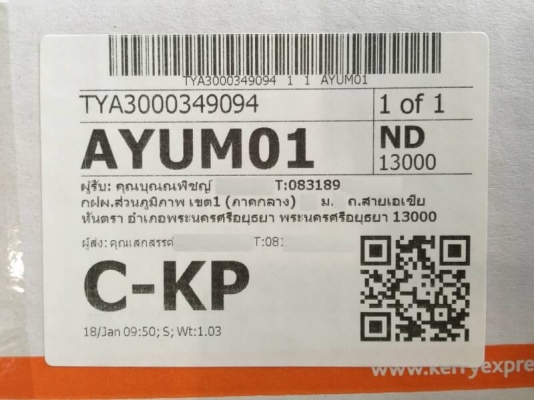 TYA3000349094 1 1 AYUM01
TYA3000349094 1 of 1
AYUM01 ND
13000
ผู้รับ: คุณบุณณพิชญ์ T:083189
กฝผ.ส่วนภูมิภาพ เขต1 (ภาคกลาง) ม. ถ.สายเอเซีย
หันตรา อำเภอพระนครศรีอยุธยา พระนครศรีอยุธยา 13000
ผู้ส่ง: คุณเลกสรรค์ T:081
C-KP
18/Jan 09:50; S; Wt:1.03
www.kerryexpre